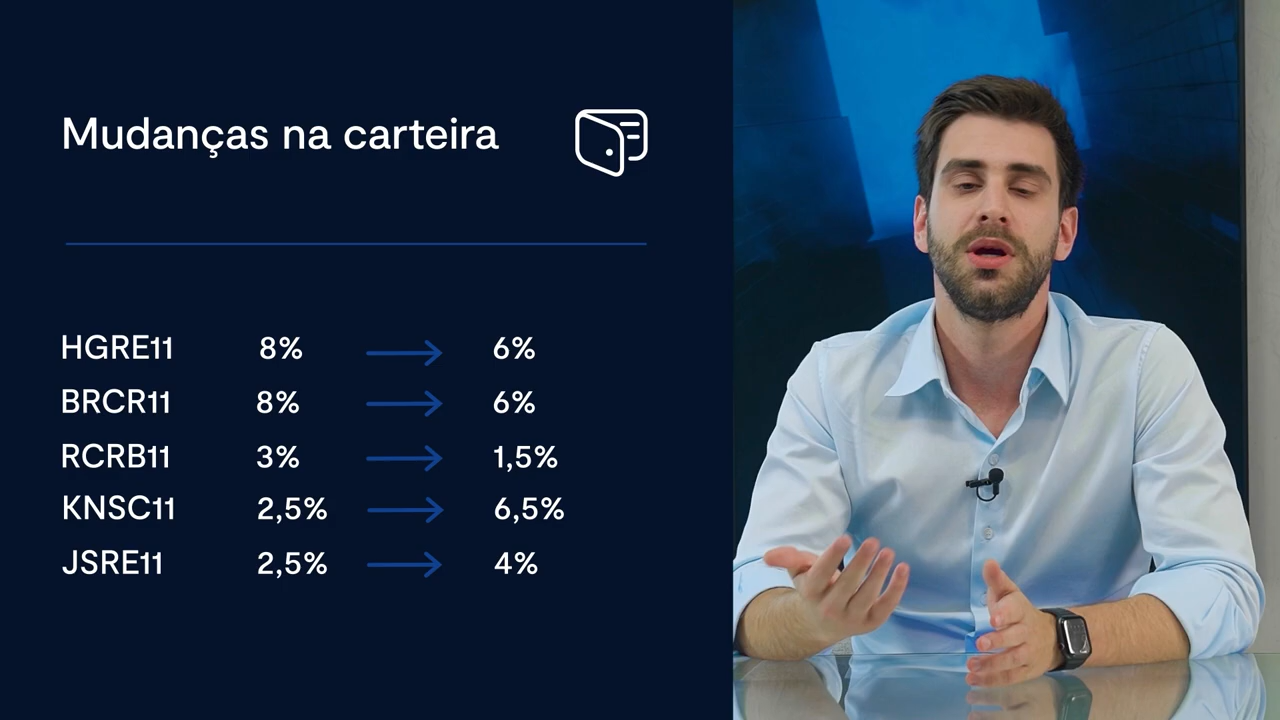 Mudanças na carteira
HGRE11 8% → 6%
BRCR11 8% → 6%
RCRB11 3% → 1,5%
KNSC11 2,5% → 6,5%
JSRE11 2,5% → 4%